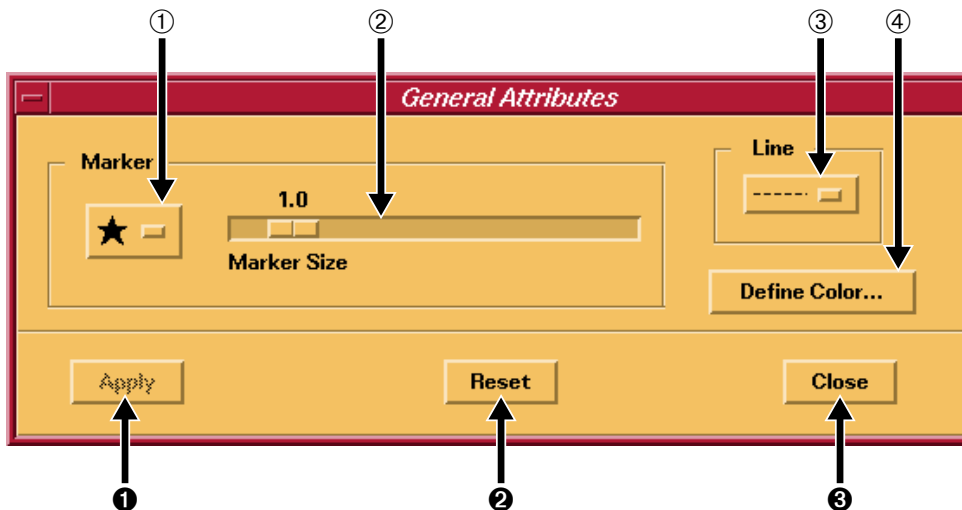 ① ② ③ ④
General Attributes
Marker
Line
1.0
Marker Size
Define Color...
Apply
Reset
Close
❶ ❷ ❸